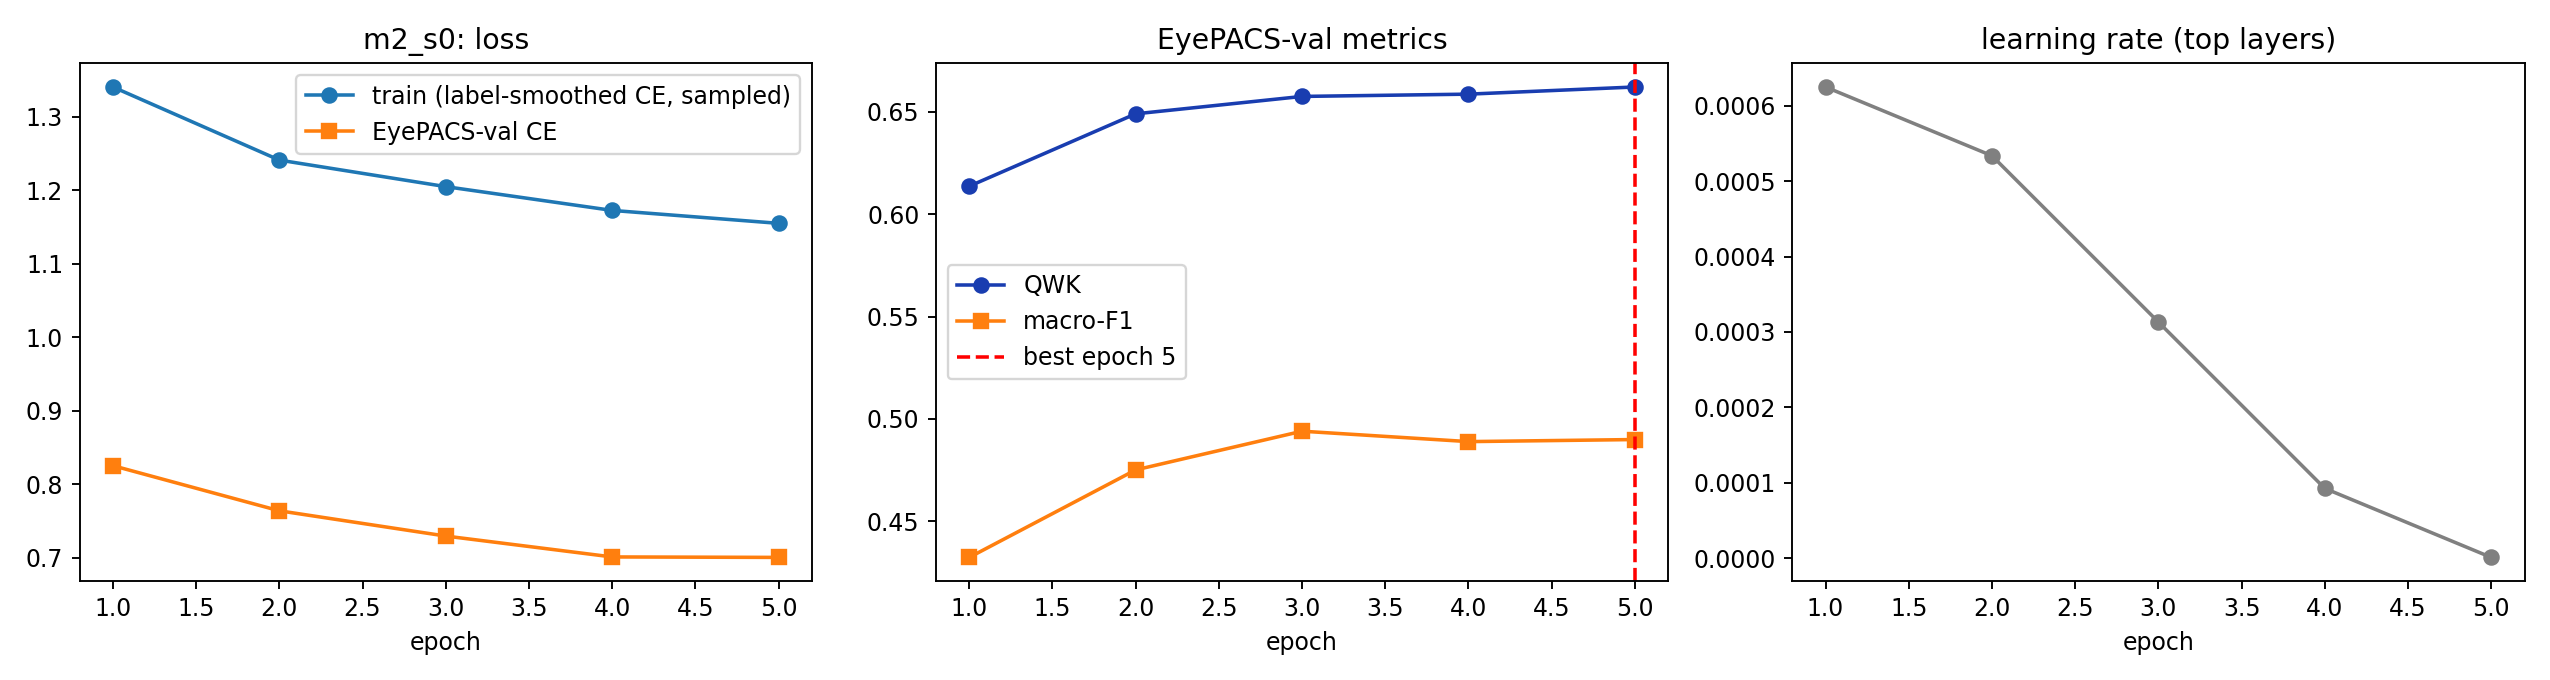 m2_s0: loss
train (label-smoothed CE, sampled)
EyePACS-val CE
1.3
1.2
1.1
1.0
0.9
0.8
0.7
1.0 1.5 2.0 2.5 3.0 3.5 4.0 4.5 5.0
epoch
EyePACS-val metrics
0.65
0.60
0.55
0.50
0.45
QWK
macro-F1
best epoch 5
1.0 1.5 2.0 2.5 3.0 3.5 4.0 4.5 5.0
epoch
learning rate (top layers)
0.0006
0.0005
0.0004
0.0003
0.0002
0.0001
0.0000
1.0 1.5 2.0 2.5 3.0 3.5 4.0 4.5 5.0
epoch